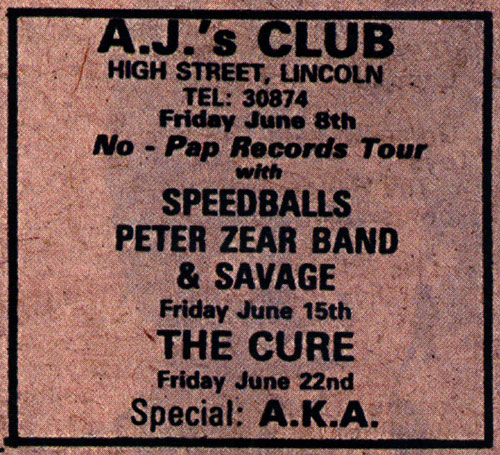 A.J.'s CLUB
HIGH STREET, LINCOLN
TEL: 30874
Friday June 8th
No - Pap Records Tour
with
SPEEDBALLS
PETER ZEAR BAND
& SAVAGE
Friday June 15th
THE CURE
Friday June 22nd
Special: A.K.A.